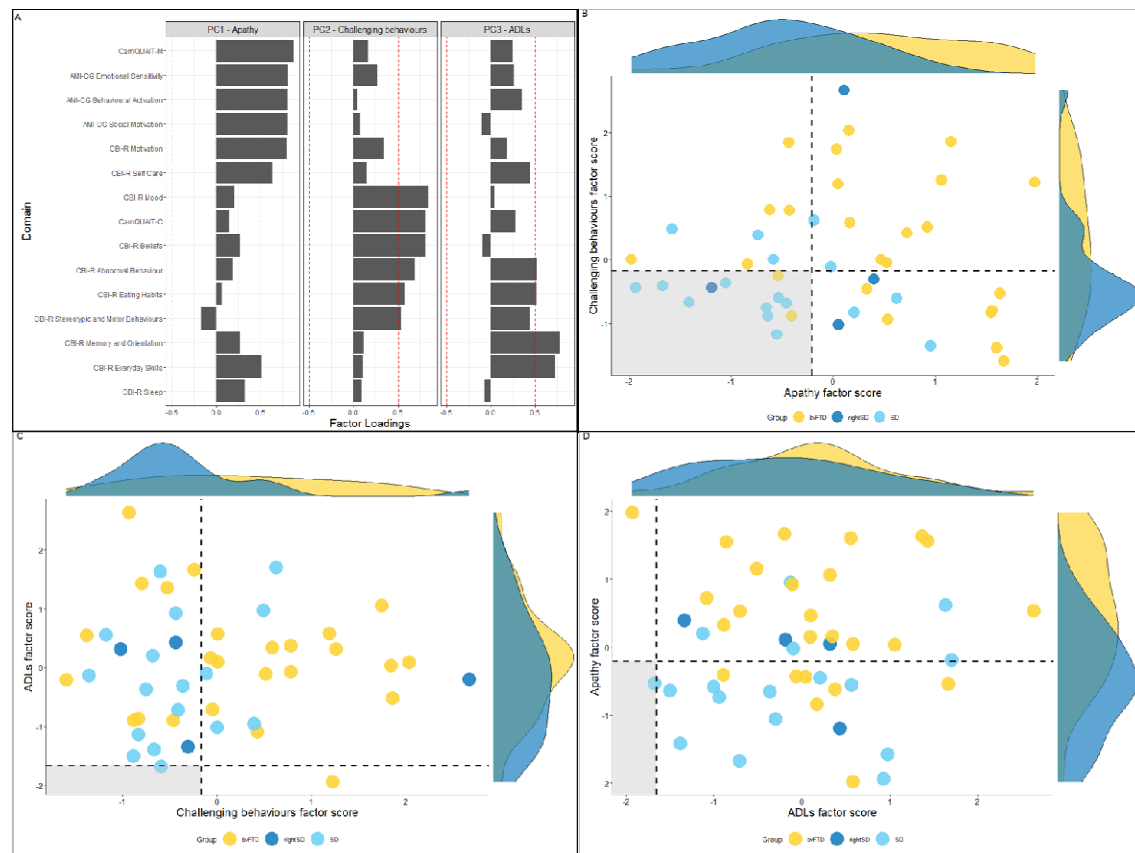 A
PC1 - Apathy
PC2 - Challenging behaviours
PC3 - ADLs
Domain
CamQUAIT-M
AMI-CG Emotional Sensitivity
AMI-CG Behavioural Activation
AMI-CG Social Motivation
CBI-R Motivation
CBI-R Self Care
CBI-R Mood
CamQUAIT-C
CBI-R Beliefs
CBI-R Abnormal Behaviour
CBI-R Eating Habits
CBI-R Stereotypic and Motor Behaviours
CBI-R Memory and Orientation
CBI-R Everyday Skills
CBI-R Sleep
-0.5 0.0 0.5 -0.5 0.0 0.5 -0.5 0.0 0.5
Factor Loadings
B
Challenging behaviours factor score
2
1
0
-1
-2 -1 0 1 2
Apathy factor score
Group bvFTD rightSD SD
C
ADLs factor score
2
1
0
-1
-2
-1 0 1 2
Challenging behaviours factor score
Group bvFTD rightSD SD
D
Apathy factor score
2
1
0
-1
-2
-2 -1 0 1 2
ADLs factor score
Group bvFTD rightSD SD